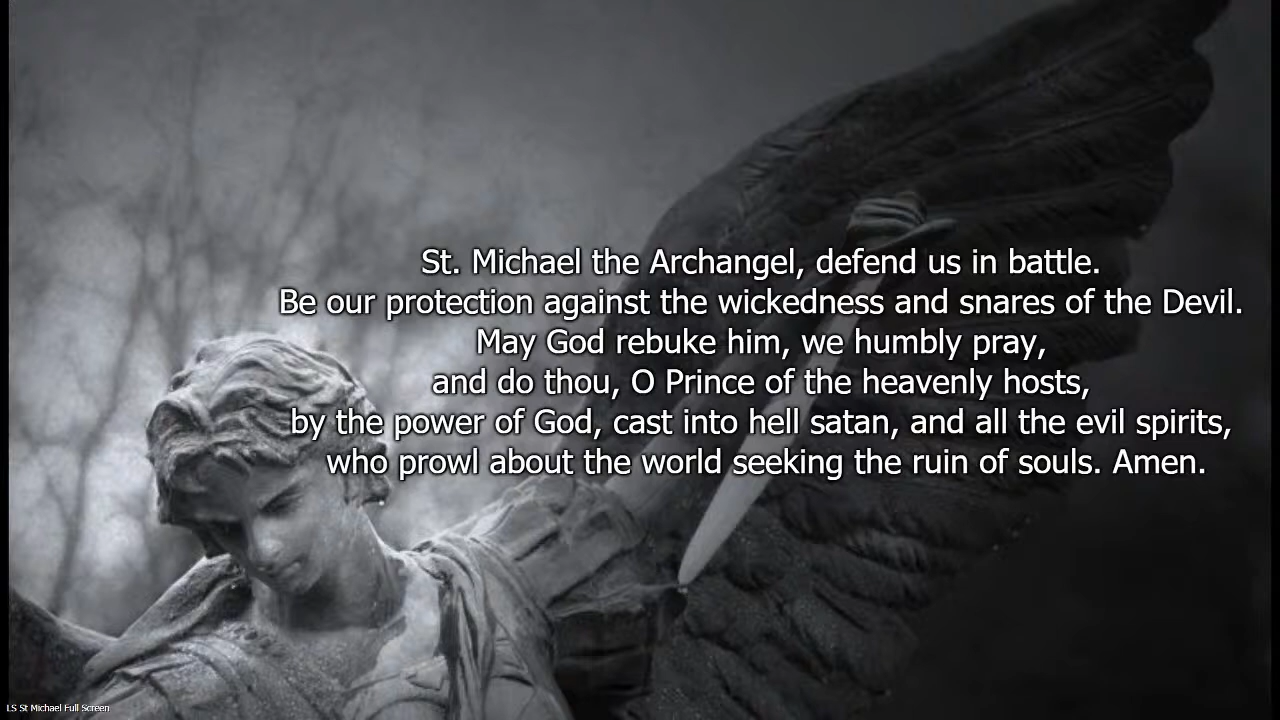 St. Michael the Archangel, defend us in battle.
Be our protection against the wickedness and snares of the Devil.
May God rebuke him, we humbly pray,
and do thou, O Prince of the heavenly hosts,
by the power of God, cast into hell satan, and all the evil spirits,
who prowl about the world seeking the ruin of souls. Amen.
LS St Michael Full Screen